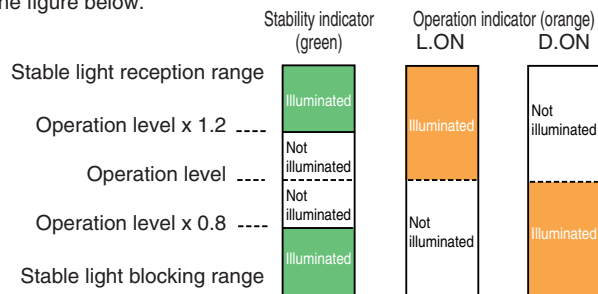 he figure below.
Stability indicator
(green)
Operation indicator (orange)
L.ON
D.ON
Stable light reception range
Operation level x 1.2
Operation level
Operation level x 0.8
Stable light blocking range
Illuminated
Not
illuminated
Not
illuminated
Illuminated
Illuminated
Not
illuminated
Not
illuminated
Illuminated